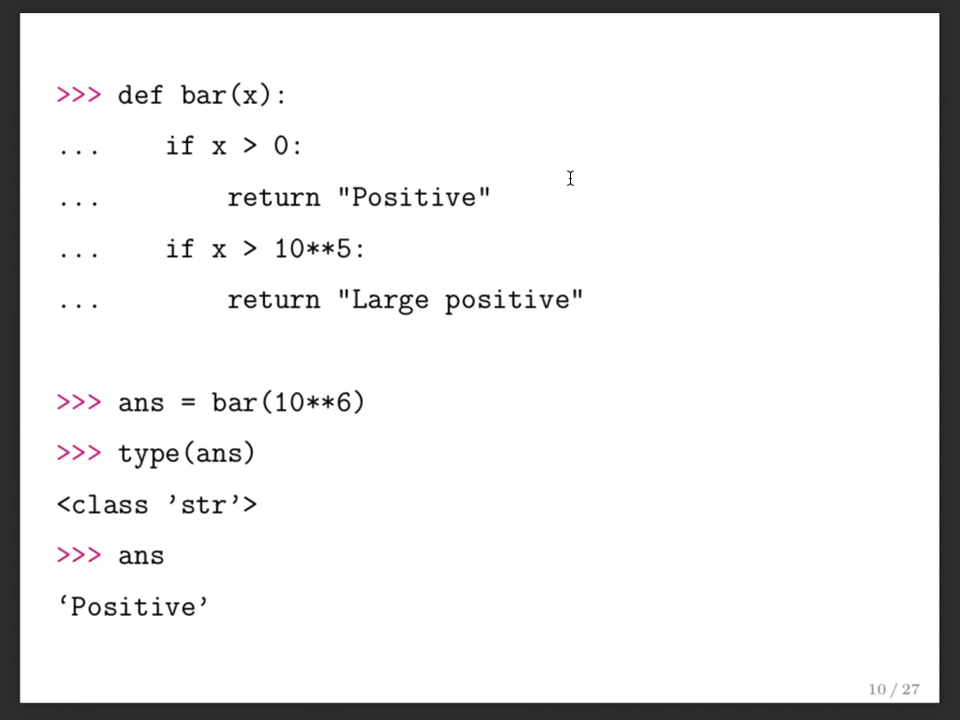 >>> def bar(x):
...    if x > 0:
...        return "Positive"
...    if x > 10**5:
...        return "Large positive"
>>> ans = bar(10**6)
>>> type(ans)
<class ’str’>
>>> ans
‘Positive’
10 / 27